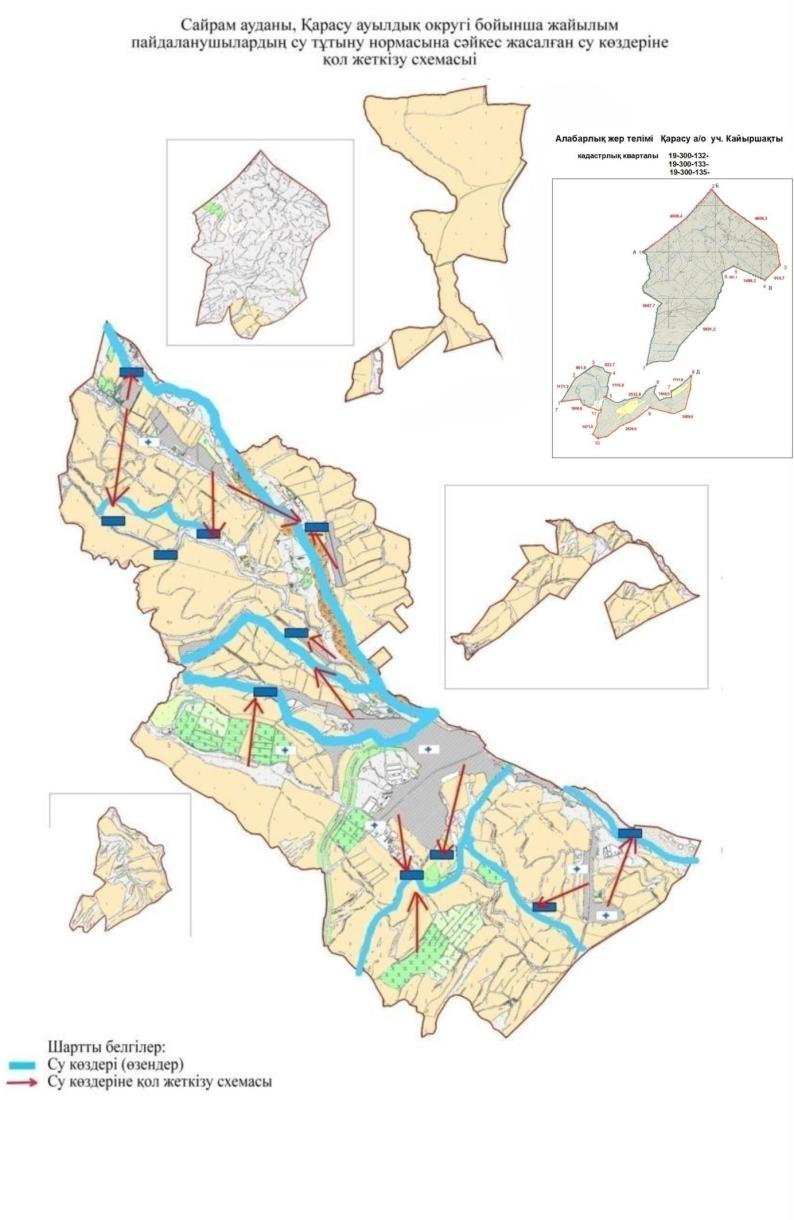 Сайрам ауданы, Қарасу ауылдық округі бойынша жайылым
пайдаланушылардың су тұтыну нормасына сәйкес жасалған су көздеріне
қол жеткізу схемасыі
Алабарлық жер телімі Қарасу а/о уч. Кайыршақты
кадастрлық кварталы 19-300-132-
19-300-133-
19-300-135-
Шартты белгілер:
Су көздері (өзендер)
Су көздеріне қол жеткізу схемасы